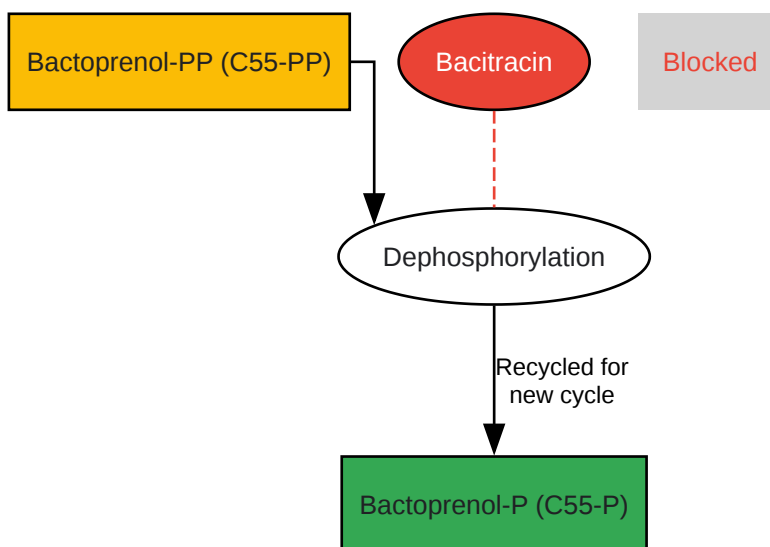 Bactoprenol-PP (C55-PP)
Bacitracin
Blocked
Dephosphorylation
Recycled for
new cycle
Bactoprenol-P (C55-P)